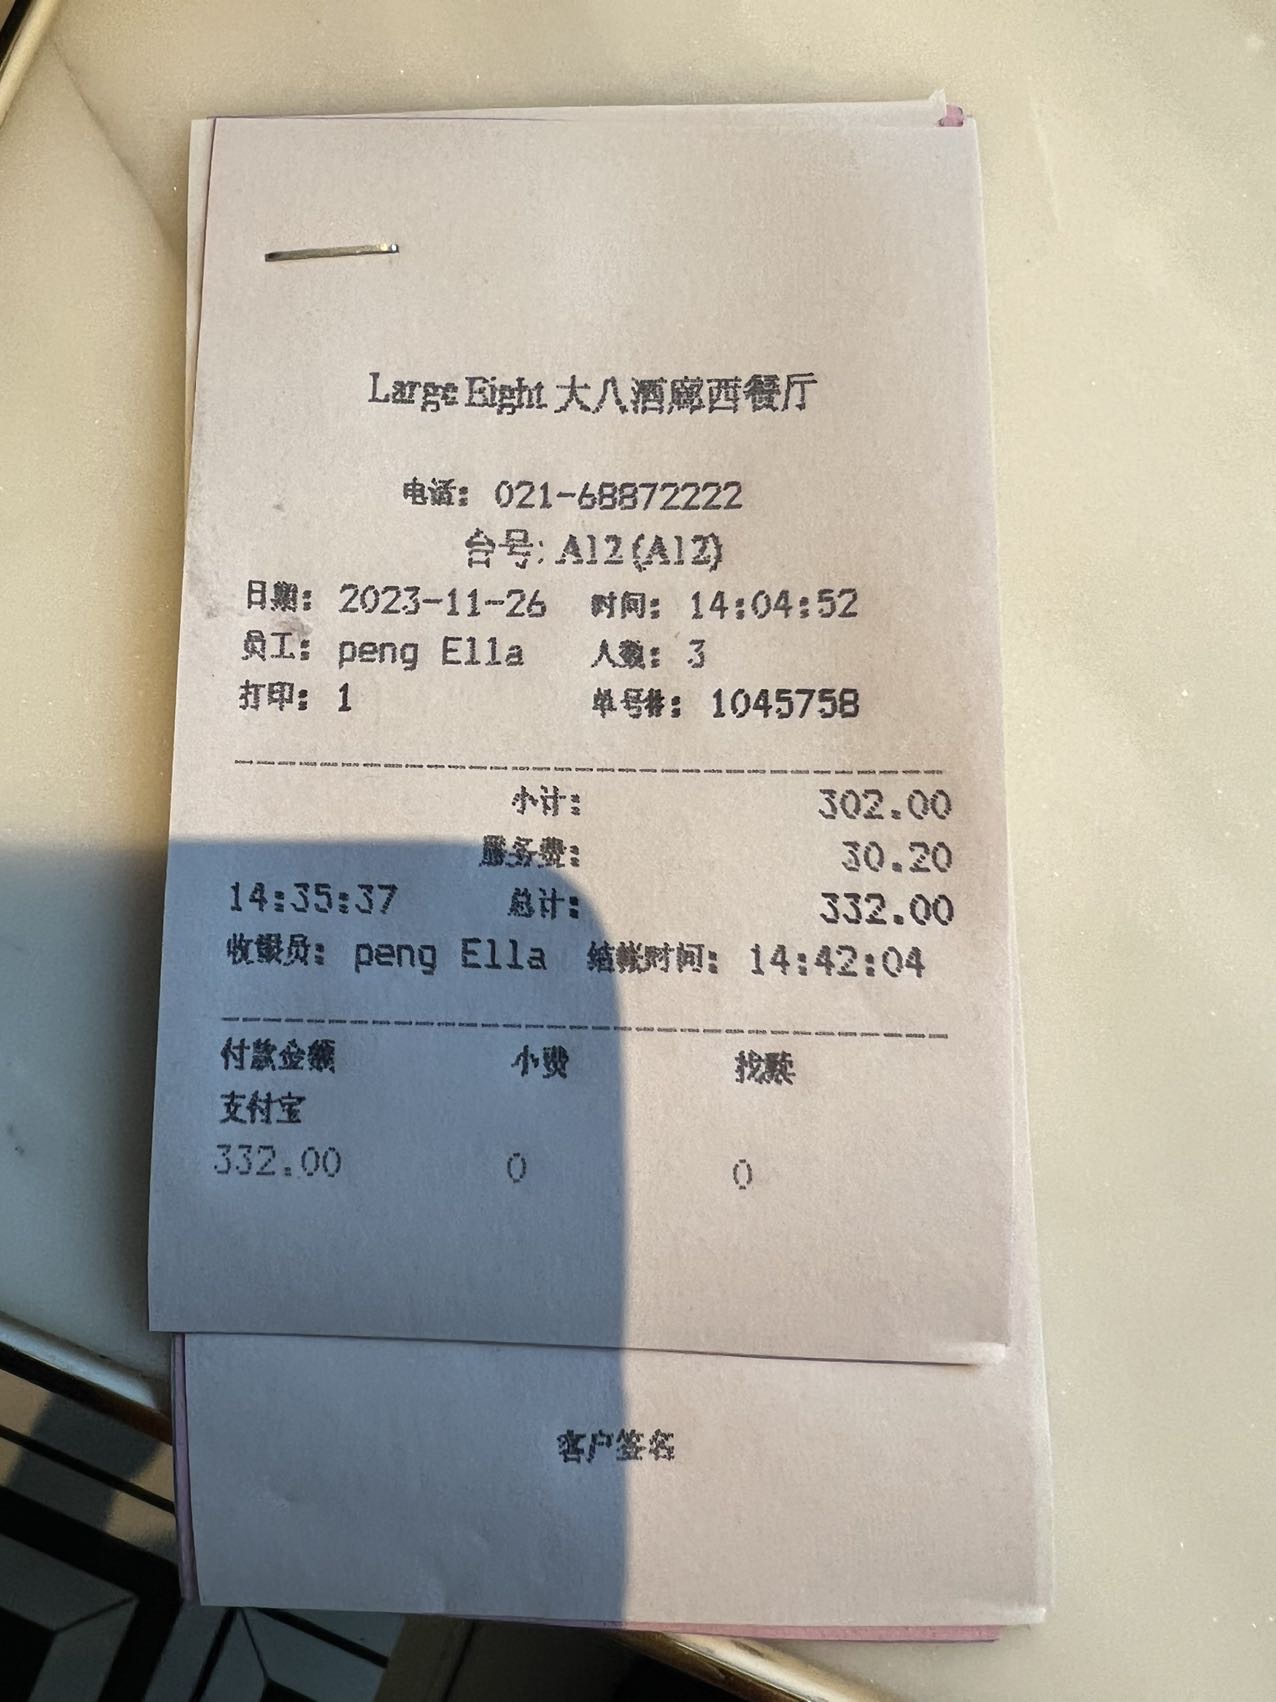 Large Eight 大八酒廊西餐厅
电话: 021-68872222
台号: A12(A12)
日期: 2023-11-26 时间: 14:04:52
员工: peng Ella 人数: 3
打印: 1 单号#: 1045758
小计: 302.00
服务费: 30.20
14:35:37 总计: 332.00
收银员: peng Ella 结帐时间: 14:42:04
付款金额 小费 找赎
支付宝
332.00 0 0
客户签名